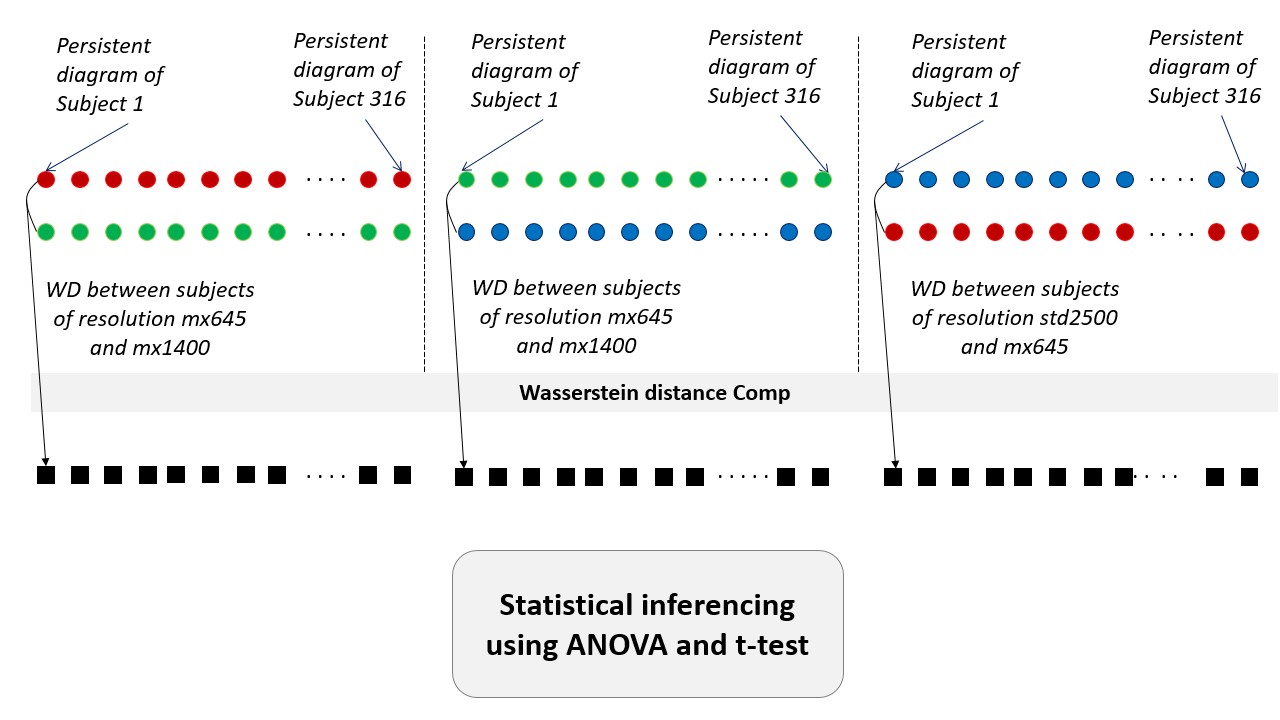 Persistent
diagram of
Subject 1
Persistent
diagram of
Subject 316
Persistent
diagram of
Subject 1
Persistent
diagram of
Subject 316
Persistent
diagram of
Subject 1
Persistent
diagram of
Subject 316
WD between subjects
of resolution mx645
and mx1400
WD between subjects
of resolution mx645
and mx1400
WD between subjects
of resolution std2500
and mx645
Wasserstein distance Comp
Statistical inferencing
using ANOVA and t-test